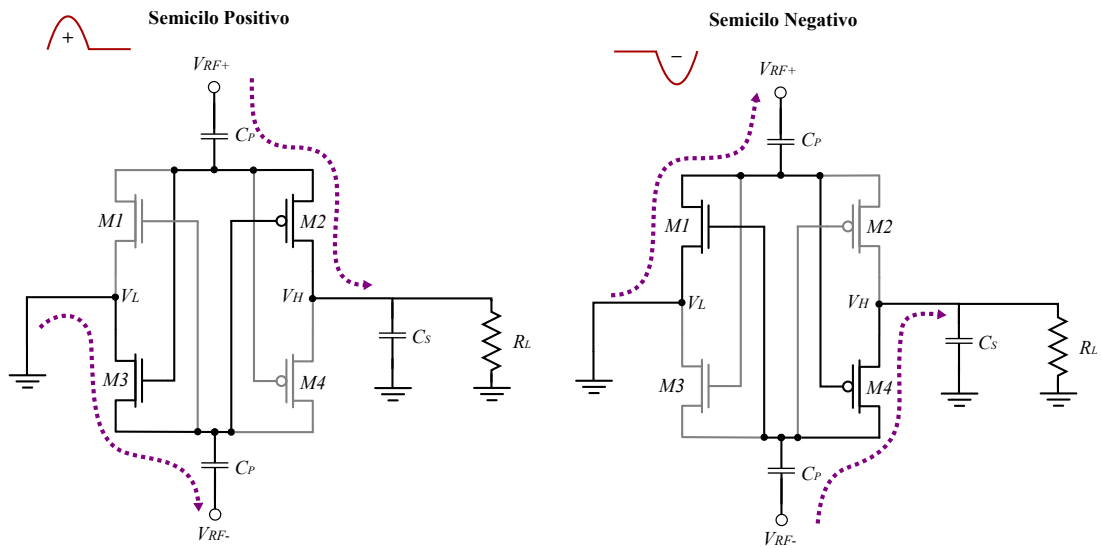 Semicilo Positivo
+
VRF+
CP
M1
M2
VL
VH
CS
RL
M3
M4
CP
VRF-
Semicilo Negativo
−
VRF+
CP
M1
M2
VL
VH
CS
RL
M3
M4
CP
VRF-